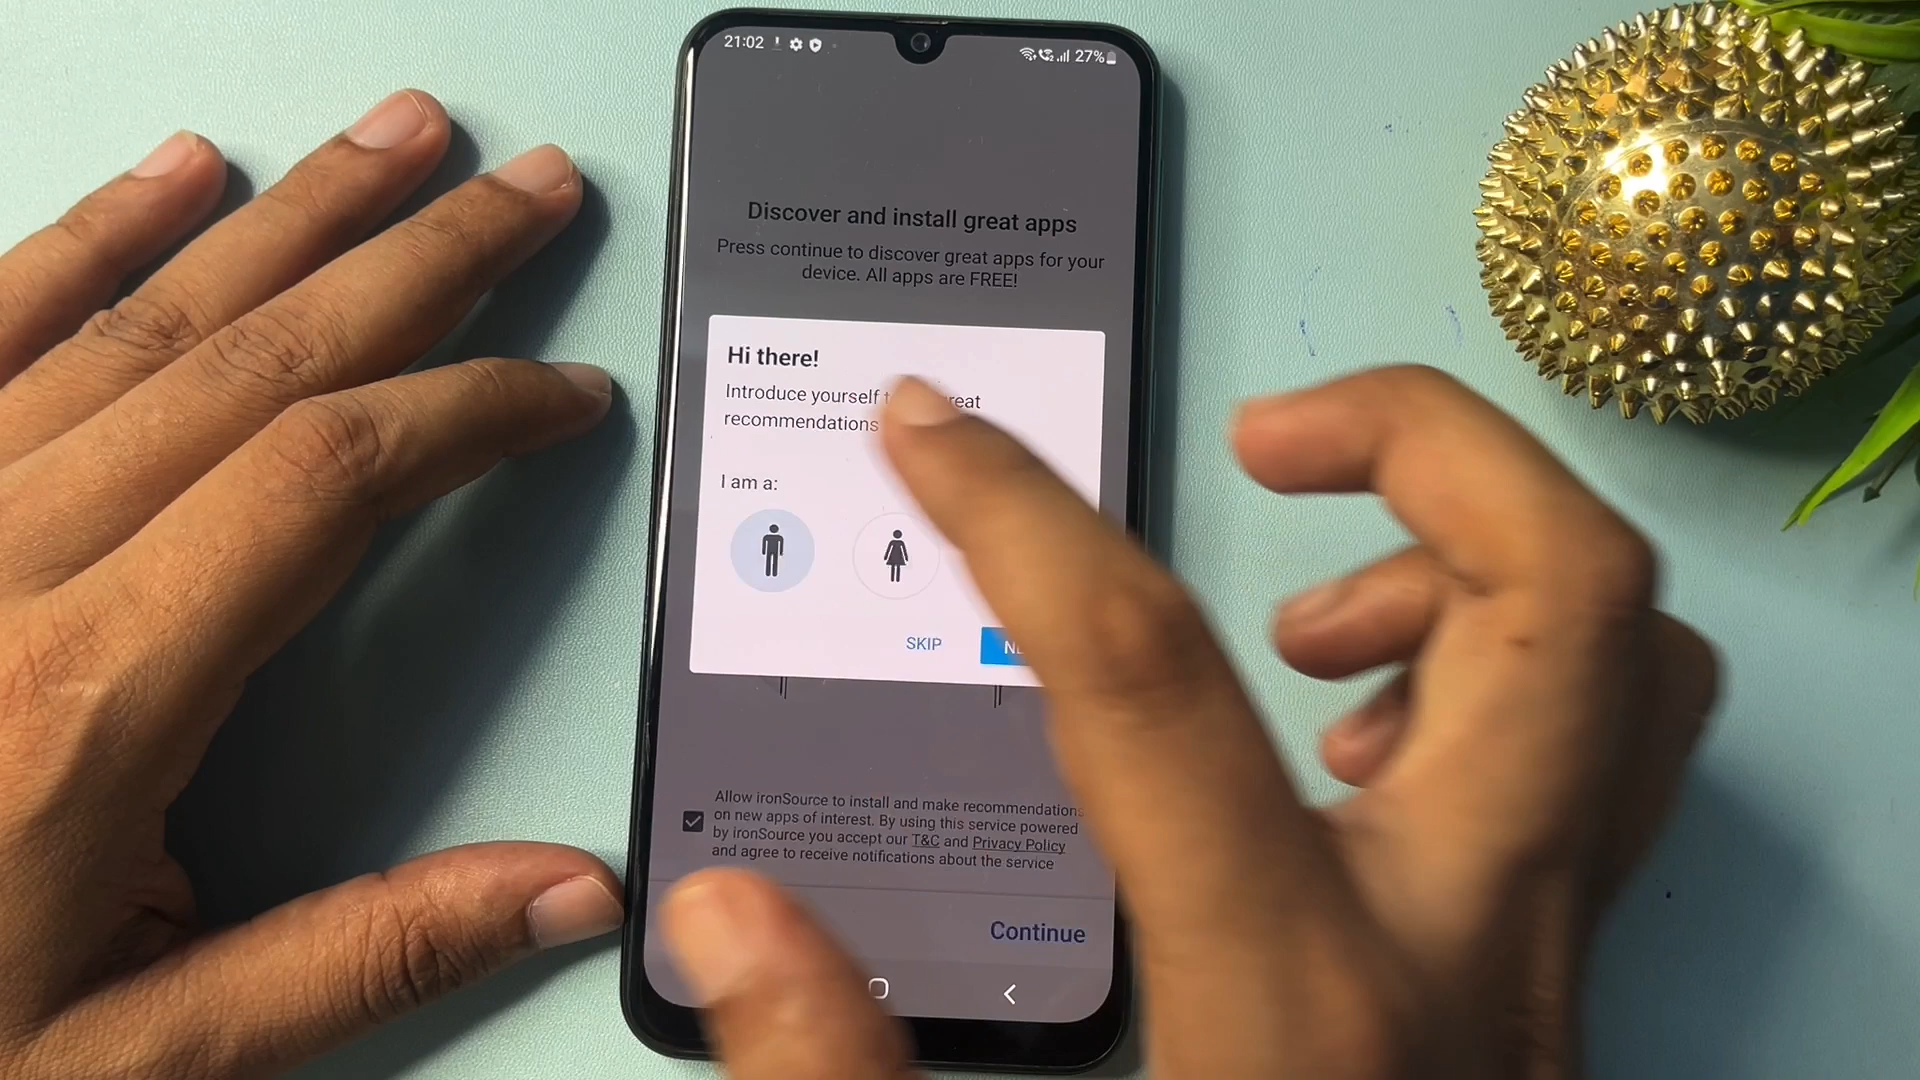 21:02
27%
Discover and install great apps
Press continue to discover great apps for your
device. All apps are FREE!
Hi there!
Introduce yourself
recommendations
I am a:
SKIP
Allow ironSource to install and make recommendations
on new apps of interest. By using this service powered
by ironSource you accept our T&C and Privacy Policy
and agree to receive notifications about the service
Continue